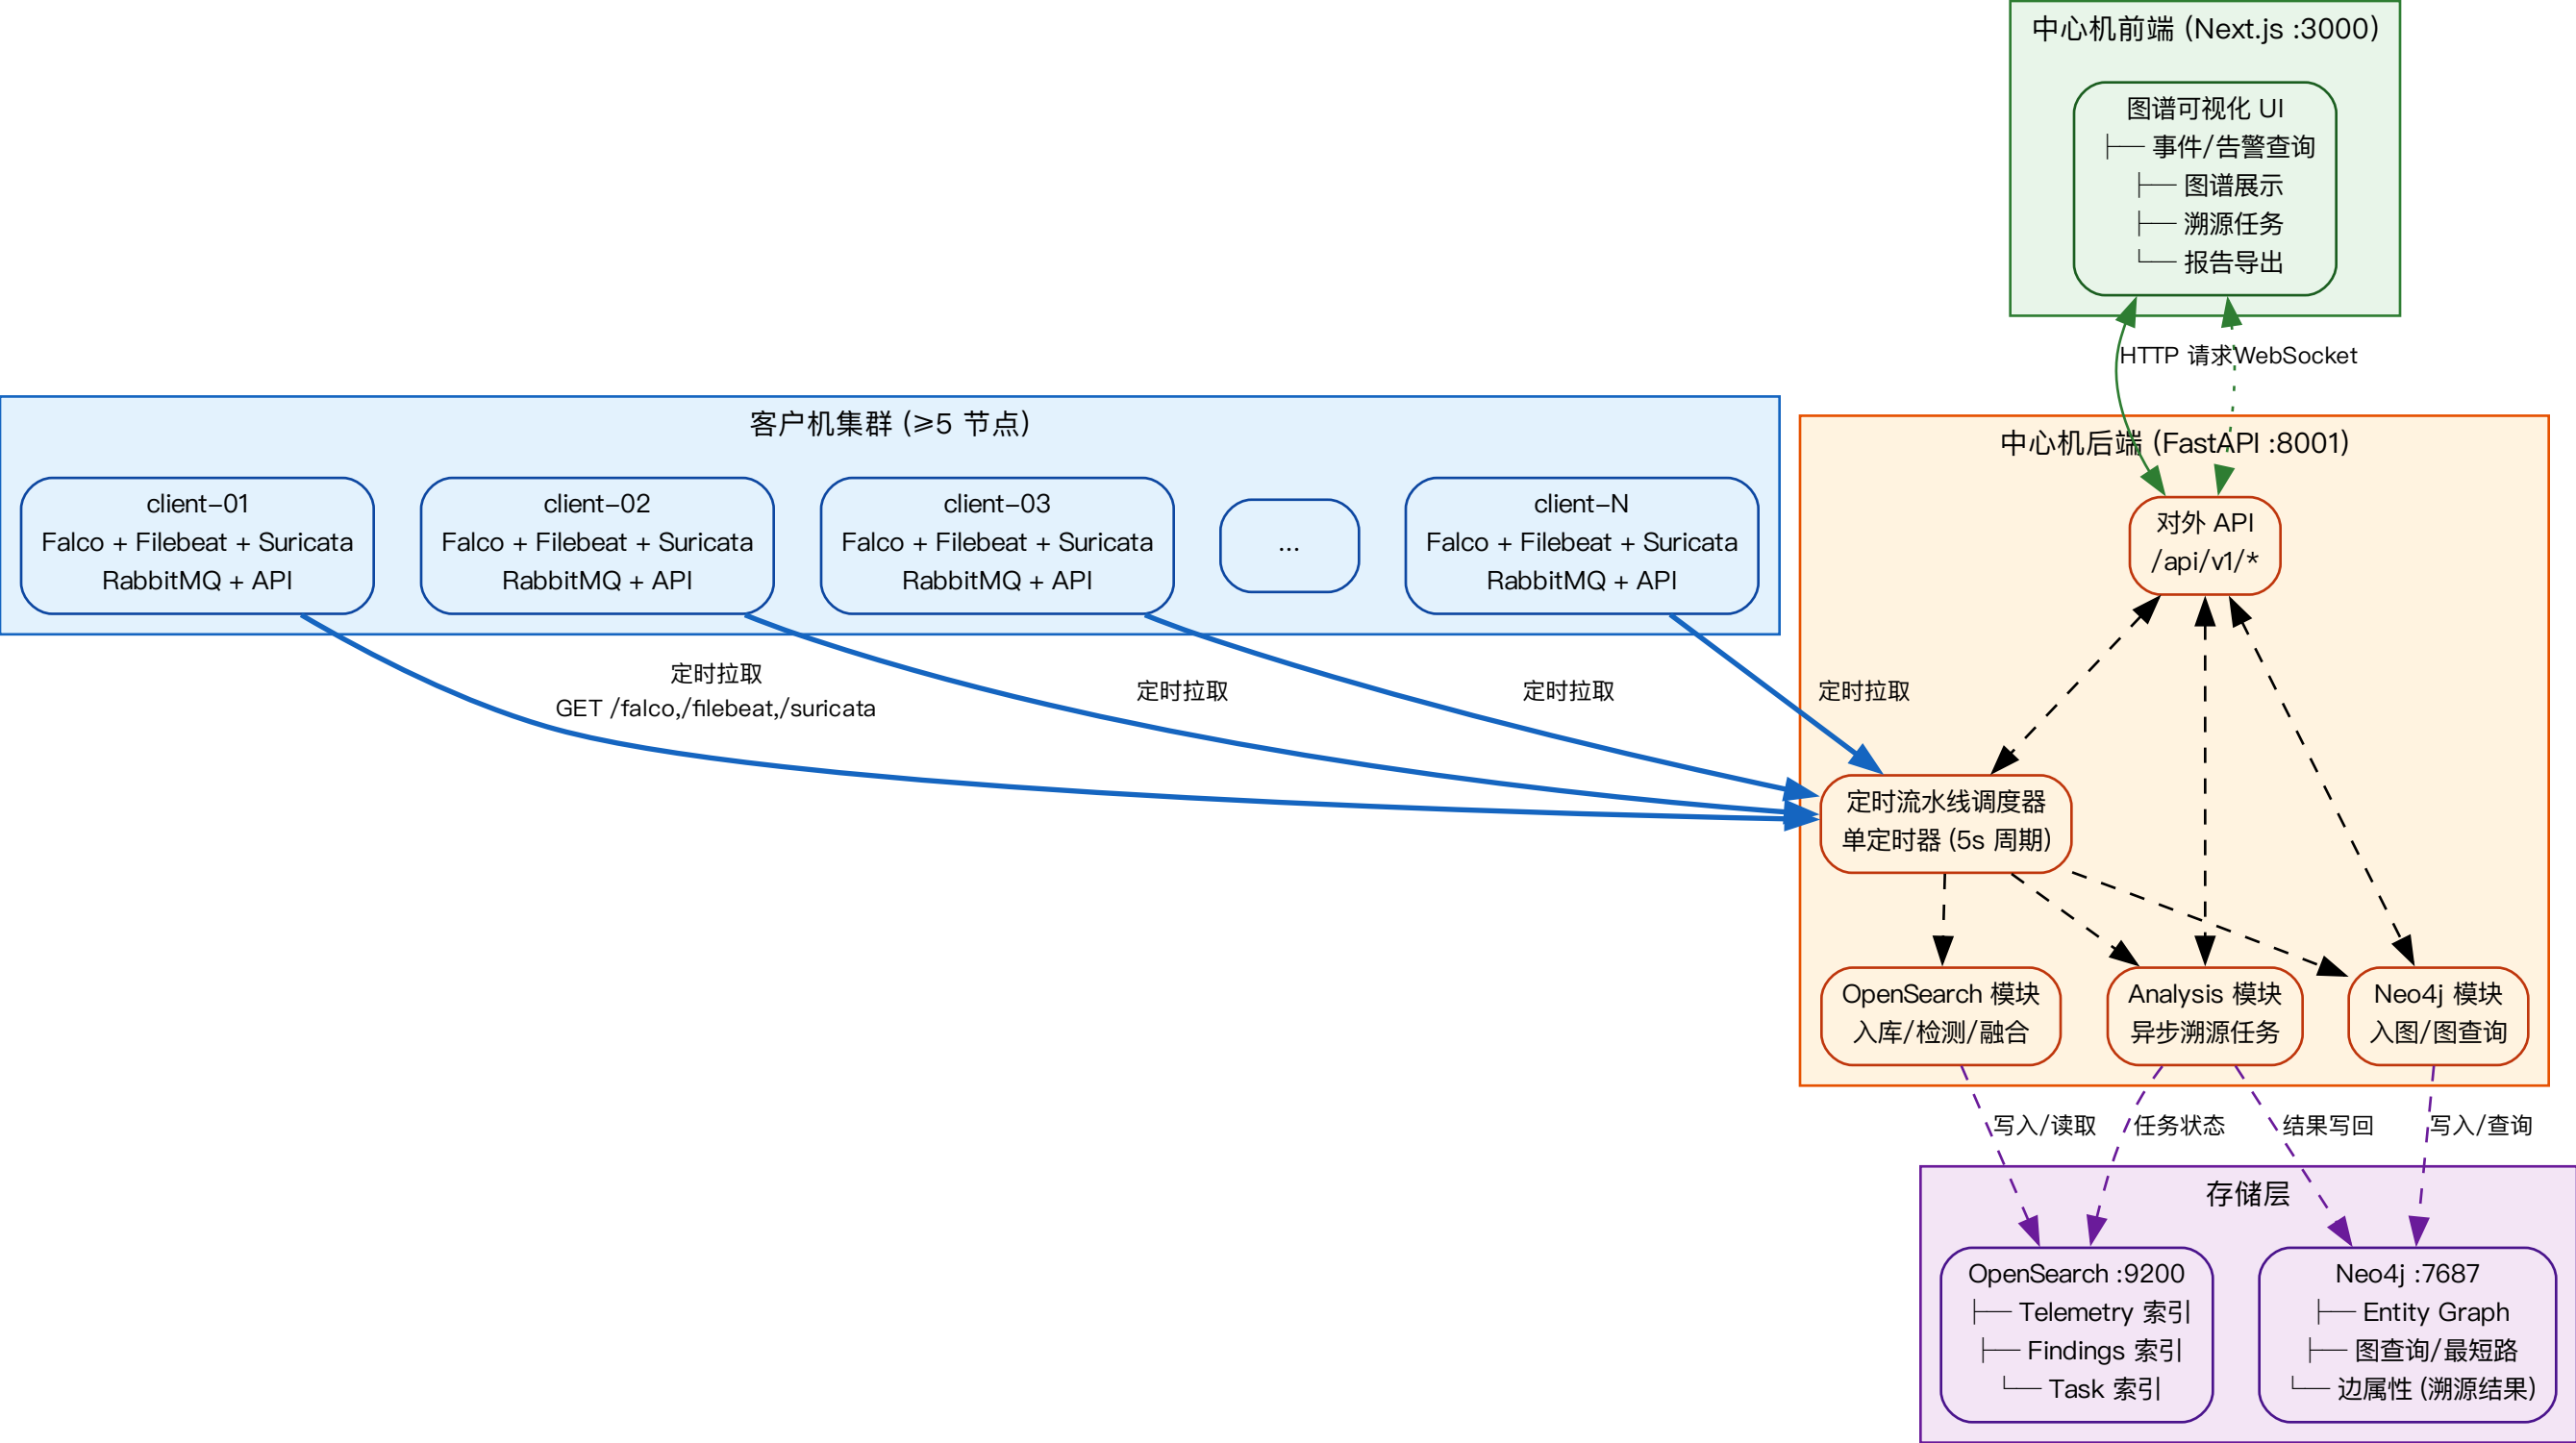 中心机前端 (Next.js :3000)
图谱可视化 UI
├── 事件/告警查询
├── 图谱展示
├── 溯源任务
└── 报告导出
HTTP 请求
WebSocket
客户机集群 (≥5 节点)
client-01
Falco + Filebeat + Suricata
RabbitMQ + API
client-02
Falco + Filebeat + Suricata
RabbitMQ + API
client-03
Falco + Filebeat + Suricata
RabbitMQ + API
...
client-N
Falco + Filebeat + Suricata
RabbitMQ + API
中心机后端 (FastAPI :8001)
对外 API
/api/v1/*
定时拉取
GET /falco,/filebeat,/suricata
定时拉取
定时拉取
定时拉取
定时流水线调度器
单定时器 (5s 周期)
OpenSearch 模块
入库/检测/融合
Analysis 模块
异步溯源任务
Neo4j 模块
入图/图查询
写入/读取
任务状态
结果写回
写入/查询
存储层
OpenSearch :9200
├── Telemetry 索引
├── Findings 索引
└── Task 索引
Neo4j :7687
├── Entity Graph
├── 图查询/最短路
└── 边属性 (溯源结果)